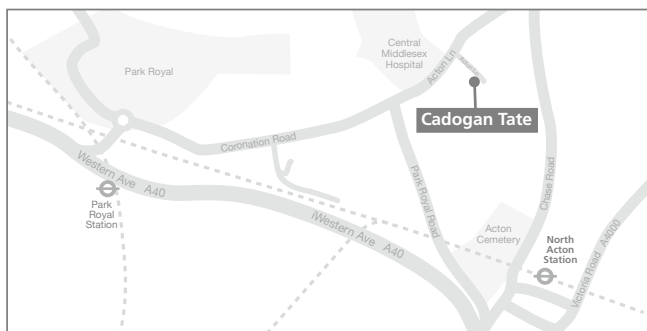 Central
Middlesex
Hospital
Park Royal
Acton Ln
Cadogan Tate
Coronation Road
Western Ave A40
Park
Royal
Station
iWestern Ave A40
Park Royal Road
Chase Road
Acton
Cemetery
North
Acton
Station
Victoria Road A4000